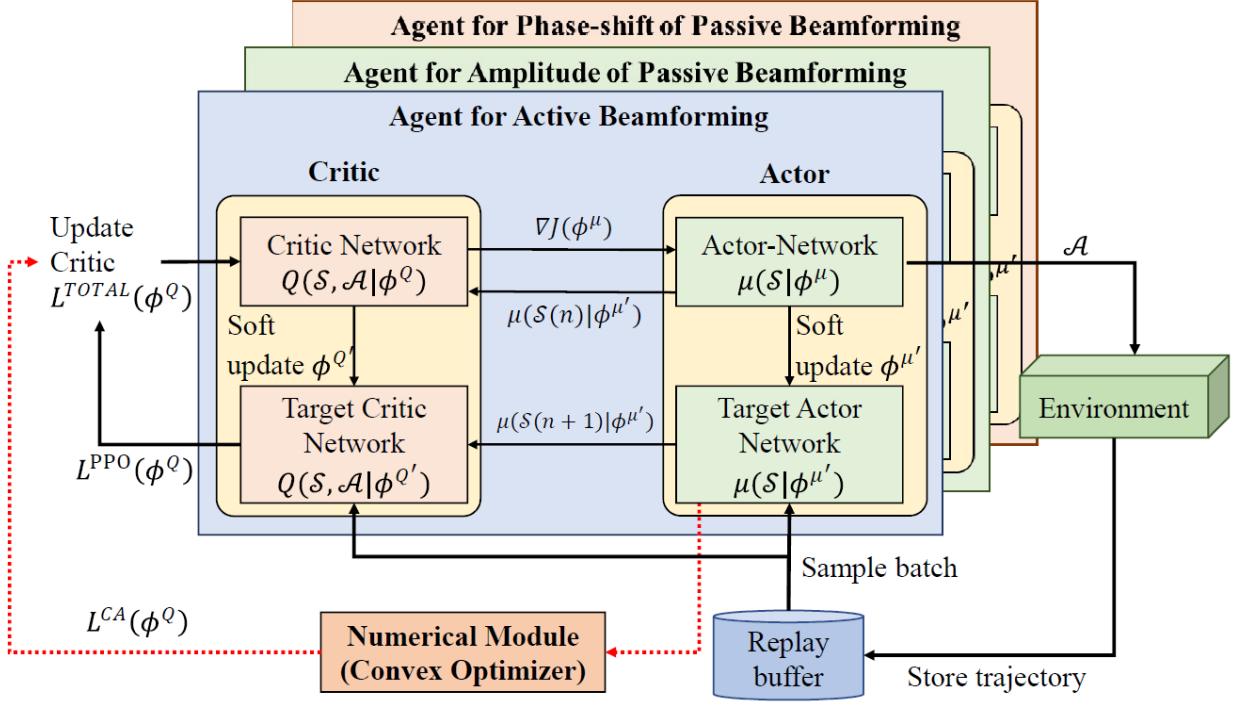 Agent for Phase-shift of Passive Beamforming
Agent for Amplitude of Passive Beamforming
Agent for Active Beamforming
Critic
Actor
Update
Critic
L^{TOTAL}(ϕ^Q)
Critic Network
Q(𝒮, 𝒜|ϕ^Q)
∇J(ϕ^μ)
Actor-Network
μ(𝒮|ϕ^μ)
𝒜
μ(𝒮(n)|ϕ^{μ′})
Soft
update ϕ^{Q′}
Soft
update ϕ^{μ′}
Target Critic
Network
Q(𝒮, 𝒜|ϕ^{Q′})
μ(𝒮(n + 1)|ϕ^{μ′})
Target Actor
Network
μ(𝒮|ϕ^{μ′})
Environment
L^{PPO}(ϕ^Q)
Sample batch
L^{CA}(ϕ^Q)
Numerical Module
(Convex Optimizer)
Replay
buffer
Store trajectory